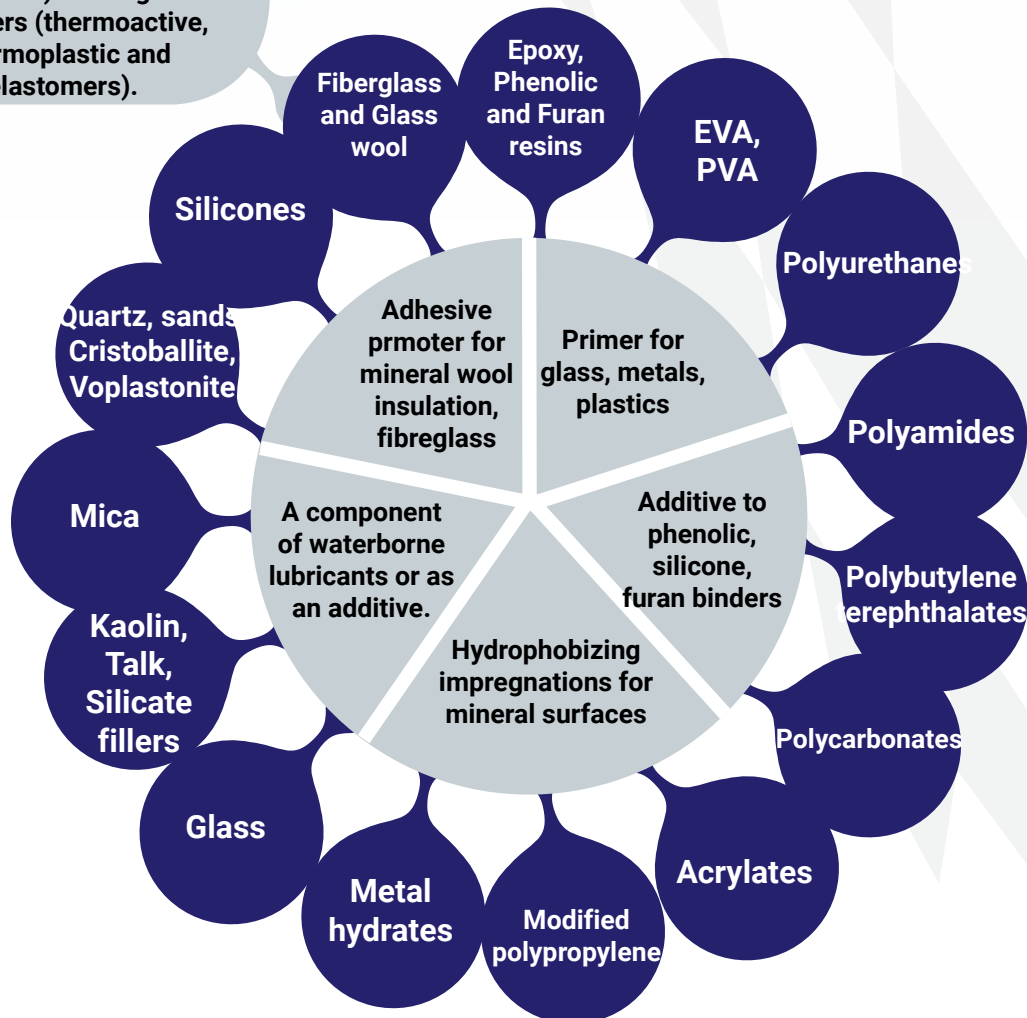 ers (thermoactive,
rmoplastic and
elastomers).
Fiberglass
and Glass
wool
Epoxy,
Phenolic
and Furan
resins
EVA,
PVA
Silicones
Polyurethanes
Quartz, sands
Cristoballite,
Voplastonite
Adhesive
prmoter for
mineral wool
insulation,
fibreglass
Primer for
glass, metals,
plastics
Polyamides
Mica
A component
of waterborne
lubricants or as
an additive.
Additive to
phenolic,
silicone,
furan binders
Polybutylene
terephthalates
Kaolin,
Talk,
Silicate
fillers
Hydrophobizing
impregnations for
mineral surfaces
Polycarbonates
Glass
Acrylates
Metal
hydrates
Modified
polypropylene